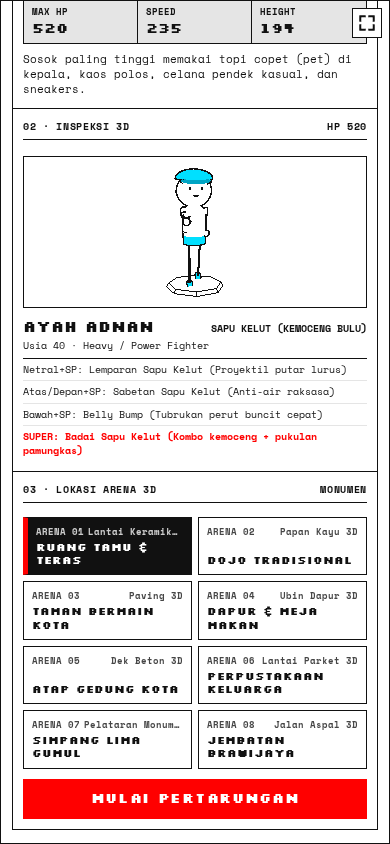 MAX HP
SPEED
HEIGHT
520
235
194
Sosok paling tinggi memakai topi copet (pet) di
kepala, kaos polos, celana pendek kasual, dan
sneakers.
02 · INSPEKSI 3D
HP 520
AYAH ADNAN
SAPU KELUT (KEMOCENG BULU)
Usia 40 · Heavy / Power Fighter
Netral+SP: Lemparan Sapu Kelut (Proyektil putar lurus)
Atas/Depan+SP: Sabetan Sapu Kelut (Anti-air raksasa)
Bawah+SP: Belly Bump (Tubrukan perut buncit cepat)
SUPER: Badai Sapu Kelut (Kombo kemoceng + pukulan
pamungkas)
03 · LOKASI ARENA 3D
MONUMEN
ARENA 01 Lantai Keramik…
RUANG TAMU &
TERAS
ARENA 02 Papan Kayu 3D
DOJO TRADISIONAL
ARENA 03 Paving 3D
TAMAN BERMAIN
KOTA
ARENA 04 Ubin Dapur 3D
DAPUR & MEJA
MAKAN
ARENA 05 Dek Beton 3D
ATAP GEDUNG KOTA
ARENA 06 Lantai Parket 3D
PERPUSTAKAAN
KELUARGA
ARENA 07 Pelataran Monum…
SIMPANG LIMA
GUMUL
ARENA 08 Jalan Aspal 3D
JEMBATAN
BRAWIJAYA
MULAI PERTARUNGAN